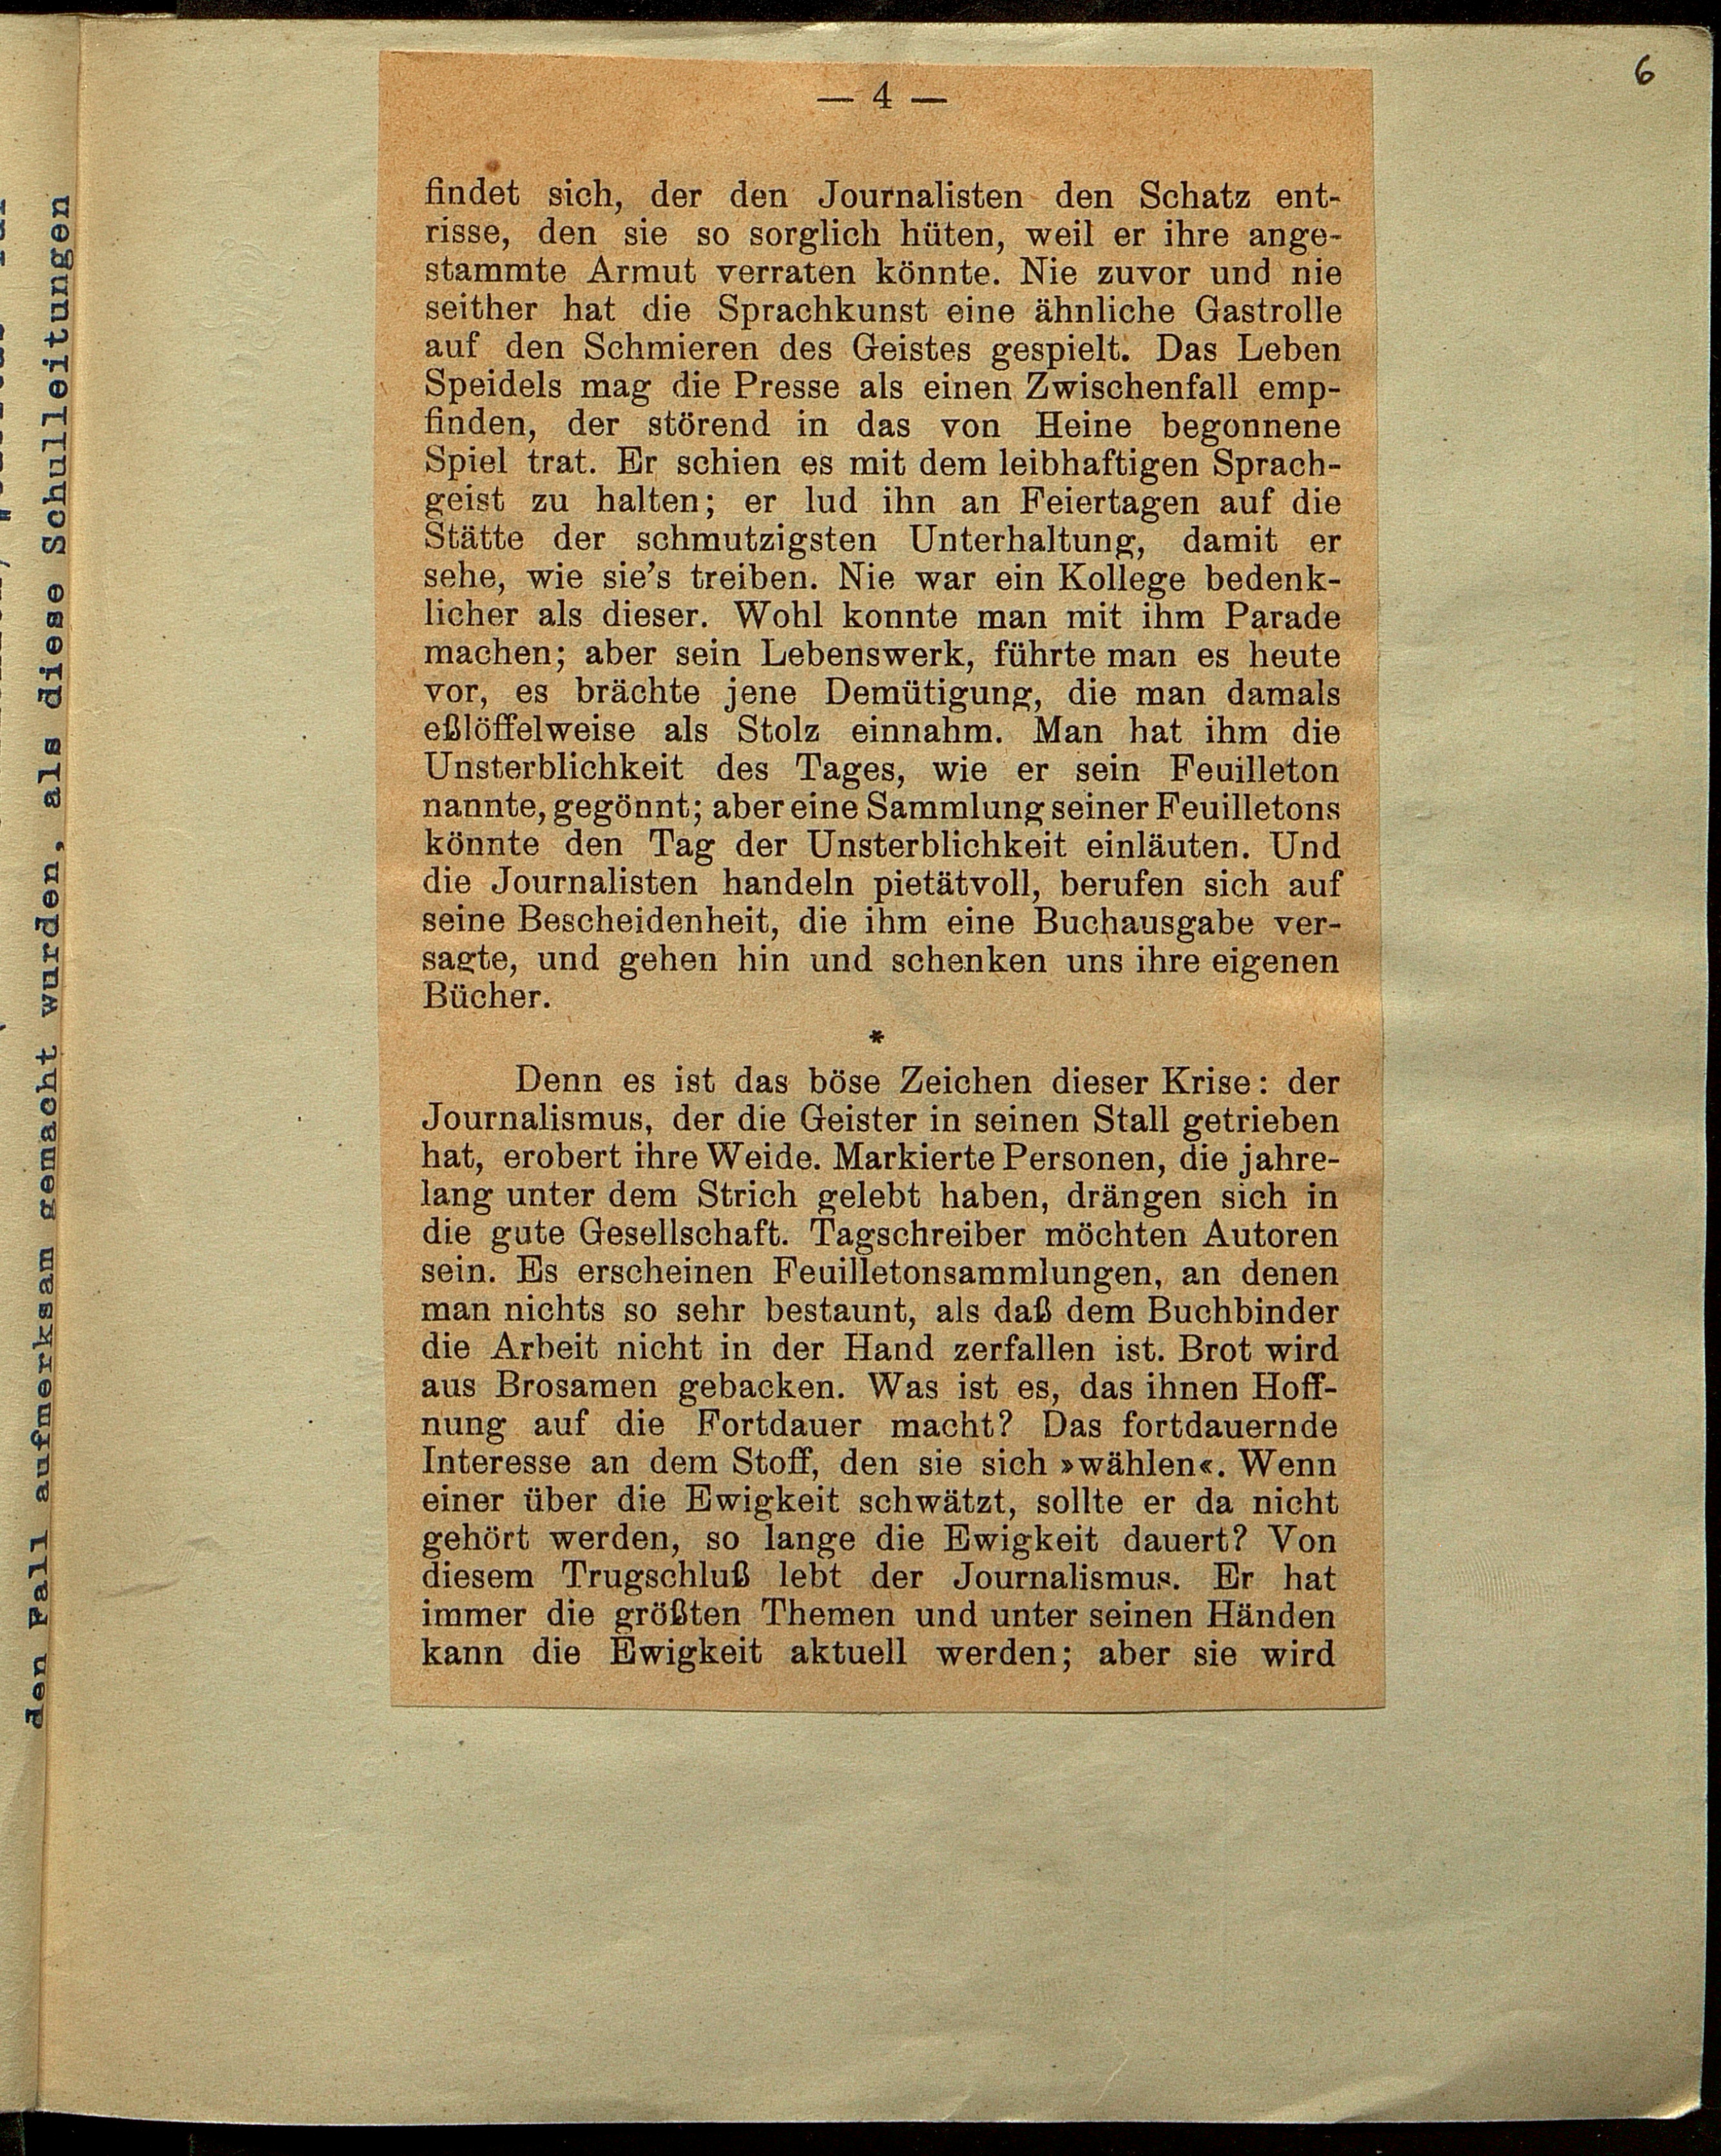 6
— 4 —
findet sich, der den Journalisten den Schatz ent-
risse, den sie so sorglich hüten, weil er ihre ange-
stammte Armut verraten könnte. Nie zuvor und nie
seither hat die Sprachkunst eine ähnliche Gastrolle
auf den Schmieren des Geistes gespielt. Das Leben
Speidels mag die Presse als einen Zwischenfall emp-
finden, der störend in das von Heine begonnene
Spiel trat. Er schien es mit dem leibhaftigen Sprach-
geist zu halten; er lud ihn an Feiertagen auf die
Stätte der schmutzigsten Unterhaltung, damit er
sehe, wie sie's treiben. Nie war ein Kollege bedenk-
licher als dieser. Wohl konnte man mit ihm Parade
machen; aber sein Lebenswerk, führte man es heute
vor, es brächte jene Demütigung, die man damals
eßlöffelweise als Stolz einnahm. Man hat ihm die
Unsterblichkeit des Tages, wie er sein Feuilleton
nannte, gegönnt; aber eine Sammlung seiner Feuilletons
könnte den Tag der Unsterblichkeit einläuten. Und
die Journalisten handeln pietätvoll, berufen sich auf
seine Bescheidenheit, die ihm eine Buchausgabe ver-
sagte, und gehen hin und schenken uns ihre eigenen
Bücher.
*
Denn es ist das böse Zeichen dieser Krise: der
Journalismus, der die Geister in seinen Stall getrieben
hat, erobert ihre Weide. Markierte Personen, die jahre-
lang unter dem Strich gelebt haben, drängen sich in
die gute Gesellschaft. Tagschreiber möchten Autoren
sein. Es erscheinen Feuilletonsammlungen, an denen
man nichts so sehr bestaunt, als daß dem Buchbinder
die Arbeit nicht in der Hand zerfallen ist. Brot wird
aus Brosamen gebacken. Was ist es, das ihnen Hoff-
nung auf die Fortdauer macht? Das fortdauernde
Interesse an dem Stoff, den sie sich »wählen«. Wenn
einer über die Ewigkeit schwätzt, sollte er da nicht
gehört werden, so lange die Ewigkeit dauert? Von
diesem Trugschluß lebt der Journalismus. Er hat
immer die größten Themen und unter seinen Händen
kann die Ewigkeit aktuell werden; aber sie wird
den Fall aufmerksam gemacht wurden, als diese Schulleitungen